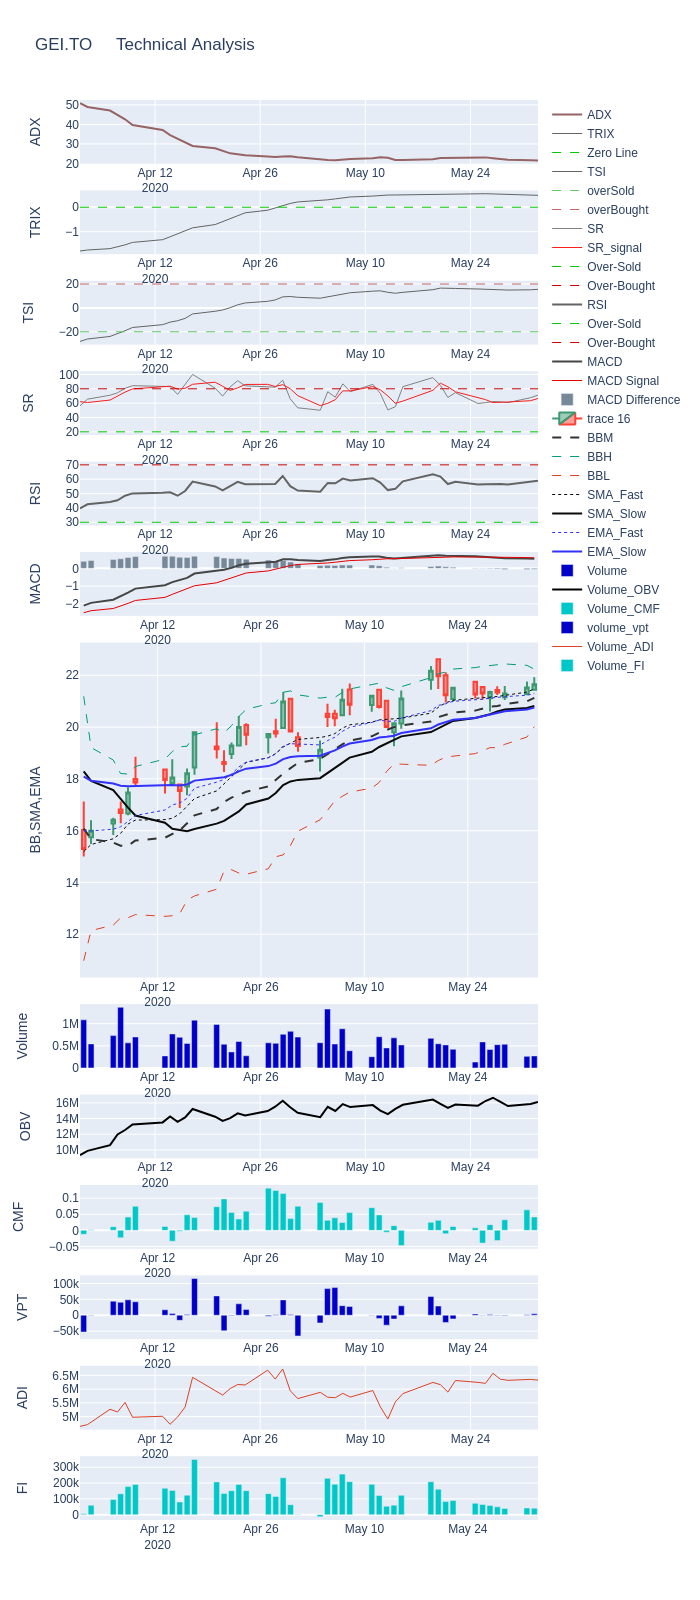 GEI.TO Technical Analysis
ADX
50
40
30
20
Apr 12
2020
Apr 26
May 10
May 24
TRIX
0
−1
Apr 12
2020
Apr 26
May 10
May 24
TSI
20
0
−20
Apr 12
2020
Apr 26
May 10
May 24
SR
100
80
60
40
20
Apr 12
2020
Apr 26
May 10
May 24
RSI
70
60
50
40
30
Apr 12
2020
Apr 26
May 10
May 24
MACD
0
−1
−2
Apr 12
2020
Apr 26
May 10
May 24
BB,SMA,EMA
22
20
18
16
14
12
Apr 12
2020
Apr 26
May 10
May 24
Volume
1M
0.5M
0
Apr 12
2020
Apr 26
May 10
May 24
OBV
16M
14M
12M
10M
Apr 12
2020
Apr 26
May 10
May 24
CMF
0.1
0.05
0
−0.05
Apr 12
2020
Apr 26
May 10
May 24
VPT
100k
50k
0
−50k
Apr 12
2020
Apr 26
May 10
May 24
ADI
6.5M
6M
5.5M
5M
Apr 12
2020
Apr 26
May 10
May 24
FI
300k
200k
100k
0
Apr 12
2020
Apr 26
May 10
May 24
ADX
TRIX
Zero Line
TSI
overSold
overBought
SR
SR_signal
Over-Sold
Over-Bought
RSI
Over-Sold
Over-Bought
MACD
MACD Signal
MACD Difference
trace 16
BBM
BBH
BBL
SMA_Fast
SMA_Slow
EMA_Fast
EMA_Slow
Volume
Volume_OBV
Volume_CMF
volume_vpt
Volume_ADI
Volume_FI